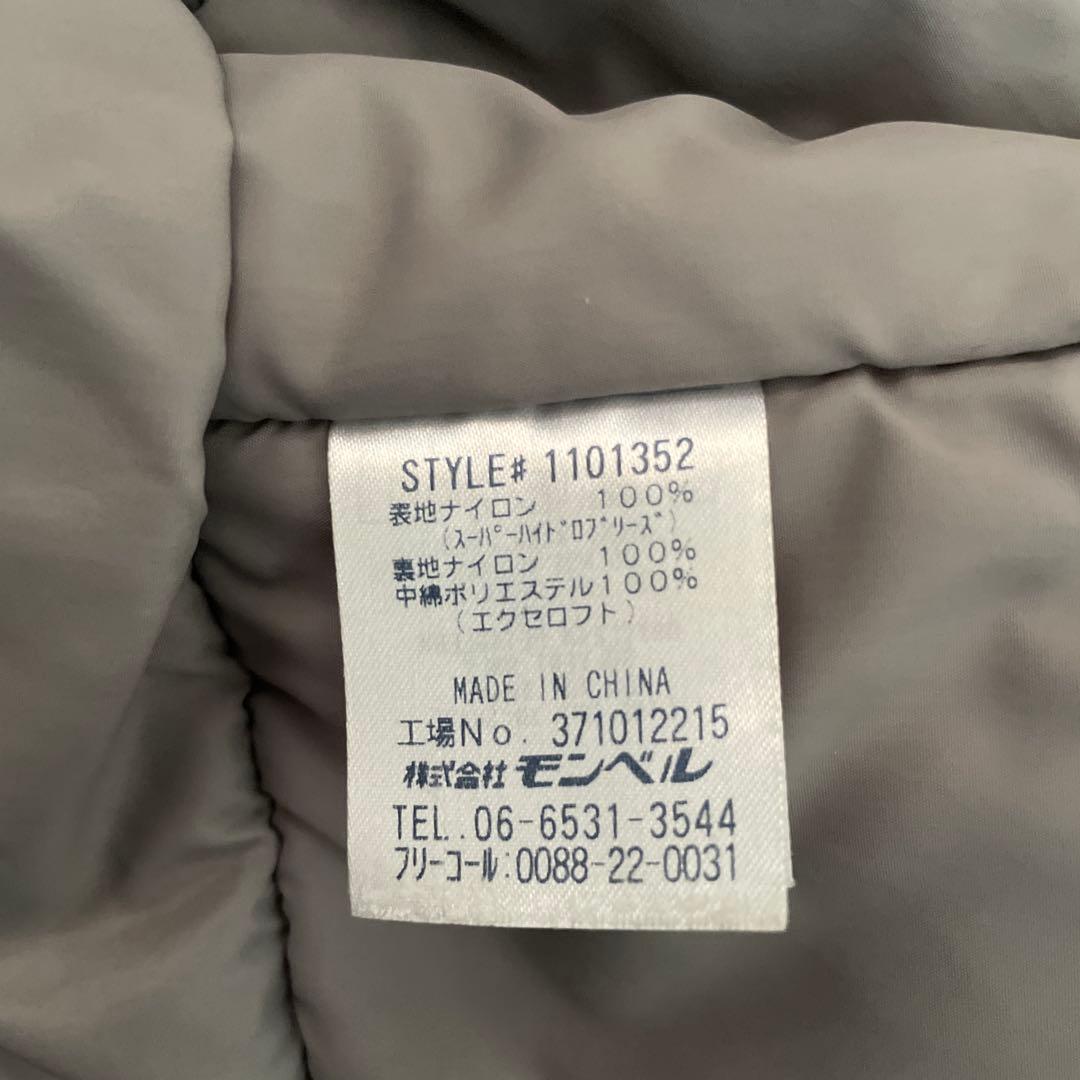 STYLE# 1101352
表地ナイロン 100%
(ｽｰﾊﾟｰﾊｲﾄﾞﾛﾌﾞﾘｰｽﾞ)
裏地ナイロン 100%
中綿ポリエステル100%
(エクセロフト)
MADE IN CHINA
工場No. 371012215
株式会社モンベル
TEL. 06-6531-3544
フリーコール:0088-22-0031